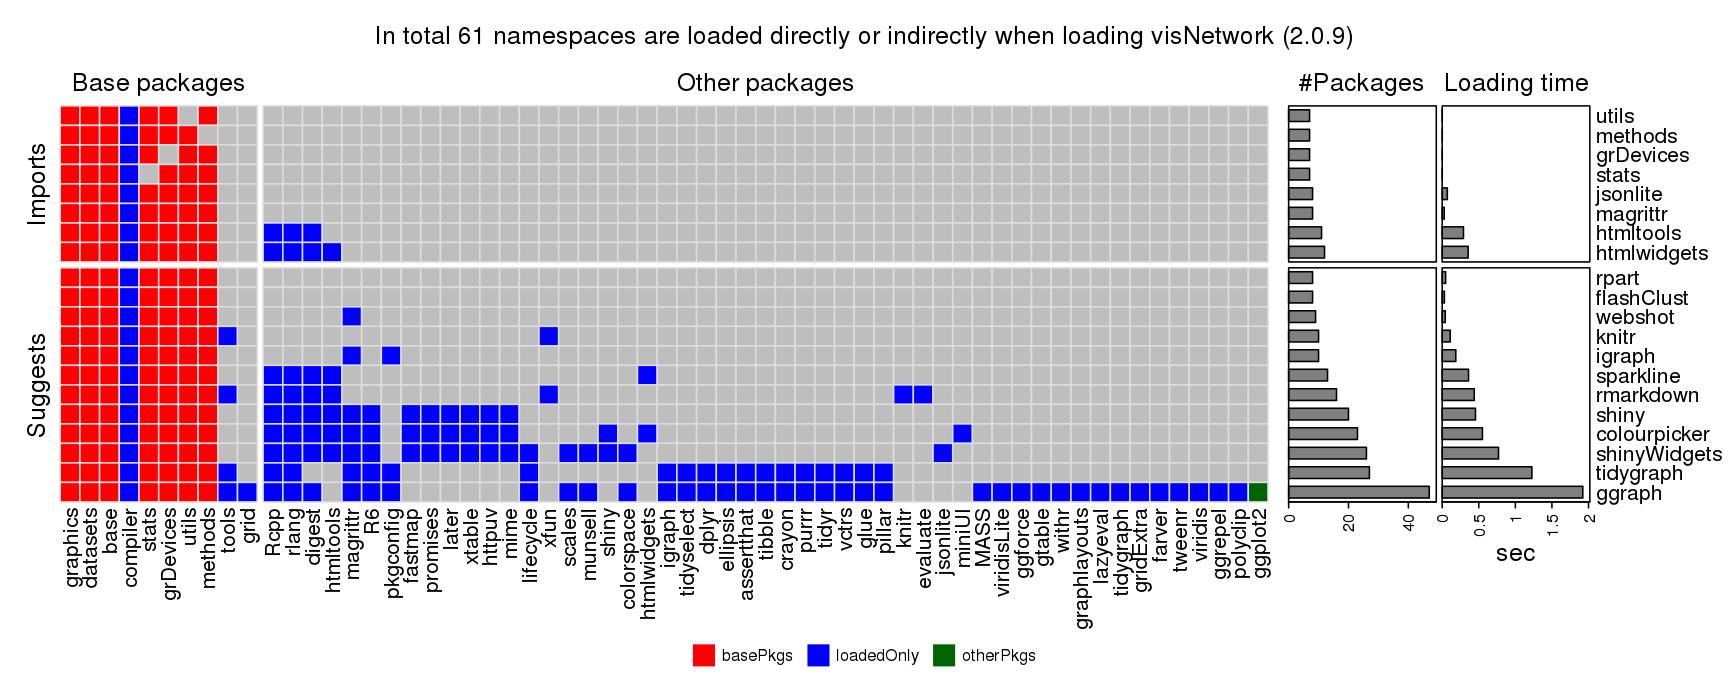 In total 61 namespaces are loaded directly or indirectly when loading visNetwork (2.0.9)
Base packages
Other packages
#Packages
Loading time
Imports
utils
methods
grDevices
stats
jsonlite
magrittr
htmltools
htmlwidgets
Suggests
rpart
flashClust
webshot
knitr
igraph
sparkline
rmarkdown
shiny
colourpicker
shinyWidgets
tidygraph
ggraph
graphics
datasets
base
compiler
stats
grDevices
utils
methods
tools
grid
Rcpp
rlang
digest
htmltools
magrittr
R6
pkgconfig
fastmap
promises
later
xtable
httpuv
mime
lifecycle
xfun
scales
munsell
shiny
colorspace
htmlwidgets
igraph
tidyselect
dplyr
ellipsis
assertthat
tibble
crayon
purrr
tidyr
vctrs
glue
pillar
knitr
evaluate
jsonlite
miniUI
MASS
viridisLite
ggforce
gtable
withr
graphlayouts
lazyeval
tidygraph
gridExtra
farver
tweenr
viridis
ggrepel
polyclip
ggplot2
0
20
40
0
0.5
1
1.5
2
sec
basePkgs
loadedOnly
otherPkgs